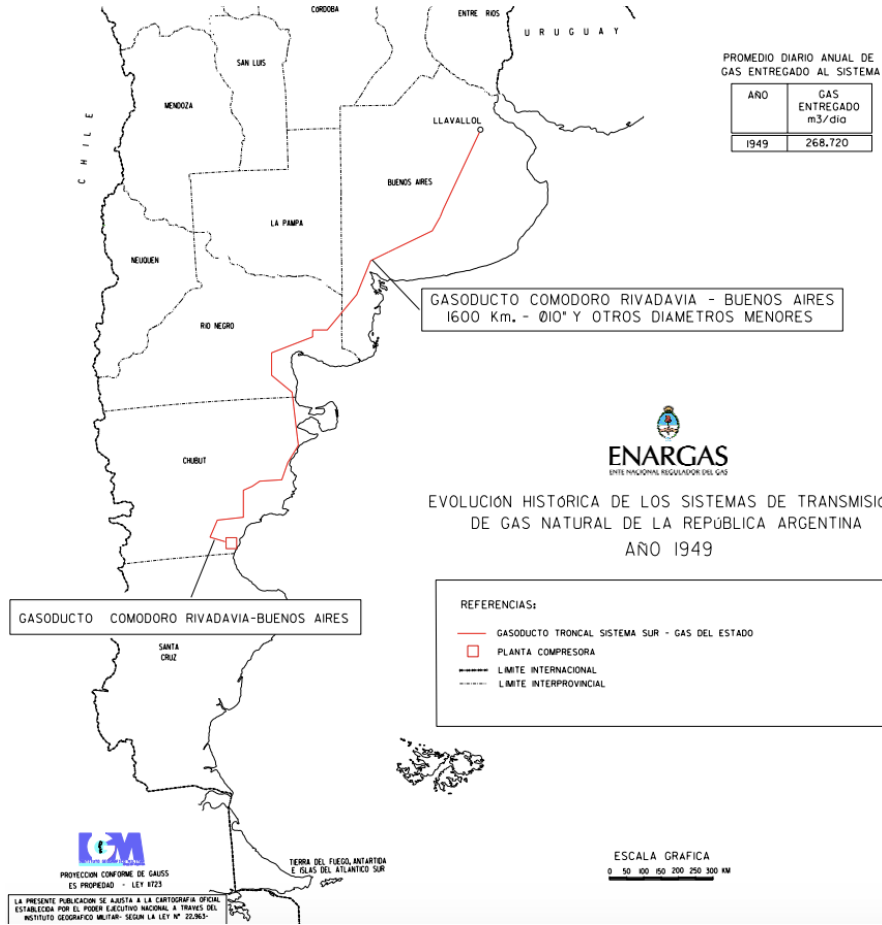 CORDOBA
ENTRE RIOS
URUGUAY
SAN LUIS
MENDOZA
CHILE
LLAVALLOL
BUENOS AIRES
LA PAMPA
NEUQUEN
RIO NEGRO
CHUBUT
SANTA
CRUZ
PROMEDIO DIARIO ANUAL DE
GAS ENTREGADO AL SISTEMA
AÑO GAS ENTREGADO m3/dia
1949 268.720
GASODUCTO COMODORO RIVADAVIA - BUENOS AIRES
1600 Km. - Ø10" Y OTROS DIAMETROS MENORES
ENARGAS
ENTE NACIONAL REGULADOR DEL GAS
EVOLUCIÓN HISTÓRICA DE LOS SISTEMAS DE TRANSMISIC
DE GAS NATURAL DE LA REPÚBLICA ARGENTINA
AÑO 1949
GASODUCTO COMODORO RIVADAVIA-BUENOS AIRES
REFERENCIAS:
GASODUCTO TRONCAL SISTEMA SUR - GAS DEL ESTADO
PLANTA COMPRESORA
LIMITE INTERNACIONAL
LIMITE INTERPROVINCIAL
TIERRA DEL FUEGO, ANTARTIDA
E ISLAS DEL ATLANTICO SUR
ESCALA GRAFICA
0 50 100 150 200 250 300 KM
IGM
PROYECCION CONFORME DE GAUSS
ES PROPIEDAD - LEY 11723
LA PRESENTE PUBLICACION SE AJUSTA A LA CARTOGRAFIA OFICIAL
ESTABLECIDA POR EL PODER EJECUTIVO NACIONAL A TRAVES DEL
INSTITUTO GEOGRAFICO MILITAR- SEGUN LA LEY Nº 22.963-